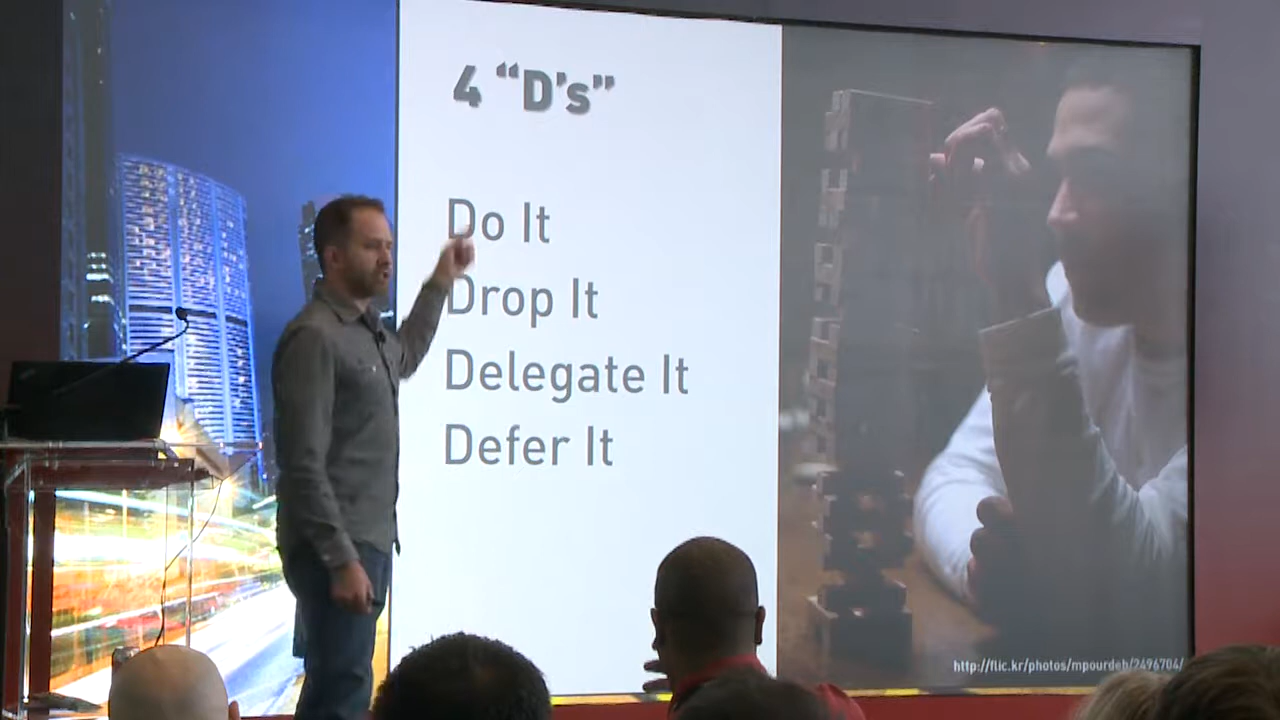 4 “D’s”
Do It
Drop It
Delegate It
Defer It
http://flic.kr/photos/mpourdeh/2496704/